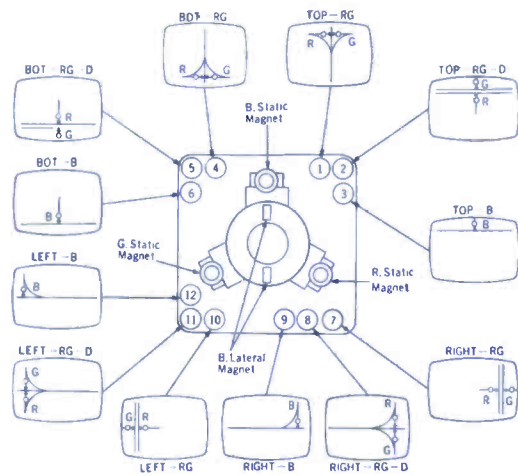 BOT - RG
TOP-RG
BOT -RG -D
R
G
R
G
TOP -RG -D
R
G
G
R
B. Static
Magnet
5
4
1
2
6
3
BOT -B
B
TOP B
B
G. Static
Magnet
R. Static
Magnet
LEFT -B
B
12
11
10
9
8
7
LEFT -RG-D
G
R
B. Lateral
Magnet
RIGHT-RG
R
G
G
R
B
R
G
LEFT -RG
RIGHT-B
RIGHT-RG-D